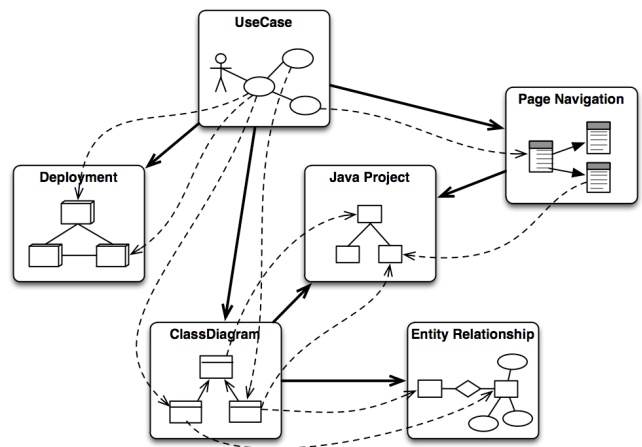 UseCase
Page Navigation
Deployment
Java Project
ClassDiagram
Entity Relationship